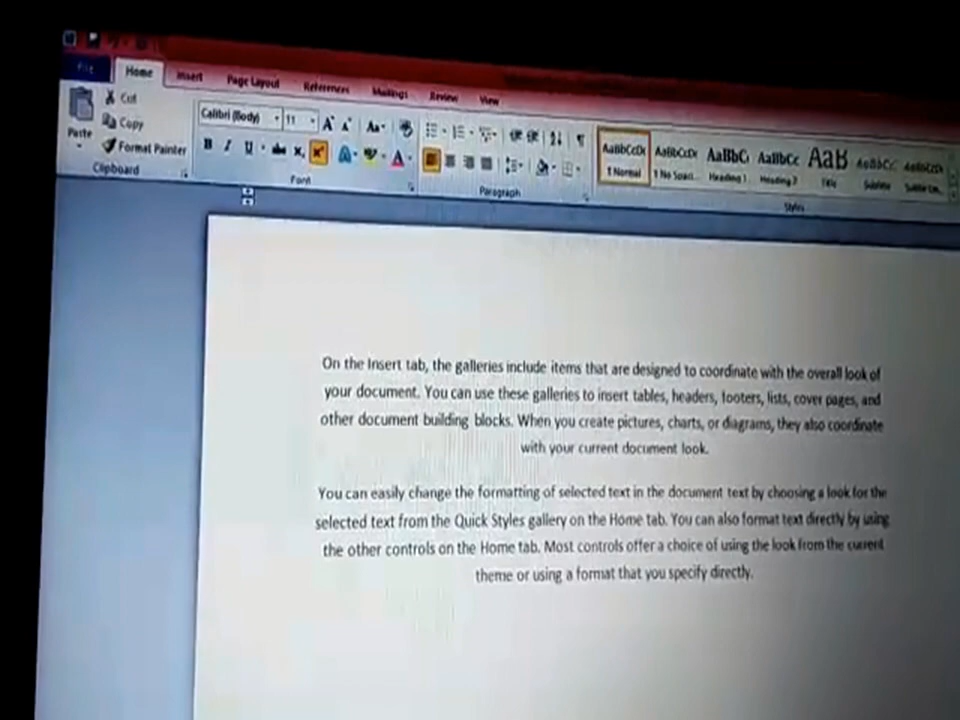 File Home Insert Page Layout References Mailings Review View
Cut
Copy
Format Painter
Paste
Clipboard
Calibri (Body) 11
B I U abc
Font
Paragraph
AaBbCcDc AaBbCcDc AaBbC AaBbCc AaB AaBbCc. AaBbCcDc
¶ Normal ¶ No Spaci... Heading 1 Heading 2 Title Subtitle Subtle Em...
Styles
On the Insert tab, the galleries include items that are designed to coordinate with the overall look of
your document. You can use these galleries to insert tables, headers, footers, lists, cover pages, and
other document building blocks. When you create pictures, charts, or diagrams, they also coordinate
with your current document look.
You can easily change the formatting of selected text in the document text by choosing a look for the
selected text from the Quick Styles gallery on the Home tab. You can also format text directly by using
the other controls on the Home tab. Most controls offer a choice of using the look from the current
theme or using a format that you specify directly.